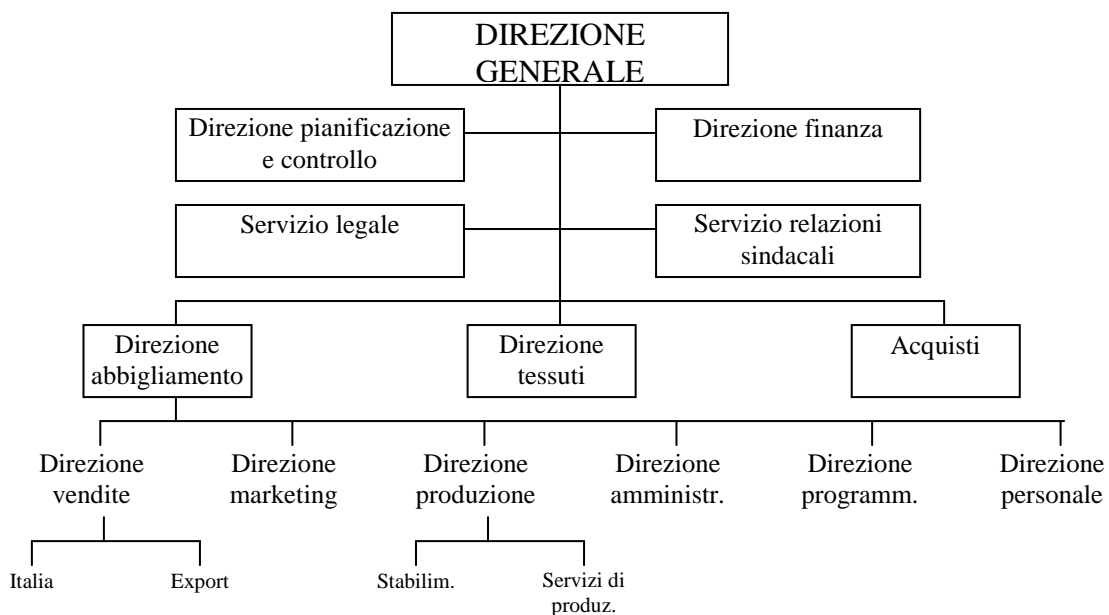 DIREZIONE
GENERALE
Direzione pianificazione
e controllo
Direzione finanza
Servizio legale
Servizio relazioni
sindacali
Direzione
abbigliamento
Direzione
tessuti
Acquisti
Direzione
vendite
Direzione
marketing
Direzione
produzione
Direzione
amministr.
Direzione
programm.
Direzione
personale
Italia
Export
Stabilim.
Servizi di
produz.